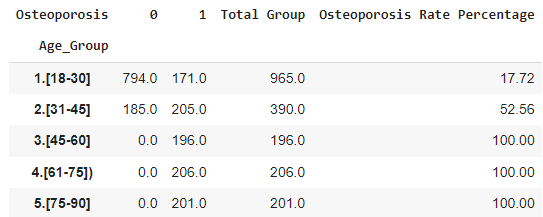 Osteoporosis 0 1 Total Group Osteoporosis Rate Percentage
Age_Group
1.[18-30] 794.0 171.0 965.0 17.72
2.[31-45] 185.0 205.0 390.0 52.56
3.[45-60] 0.0 196.0 196.0 100.00
4.[61-75]) 0.0 206.0 206.0 100.00
5.[75-90] 0.0 201.0 201.0 100.00